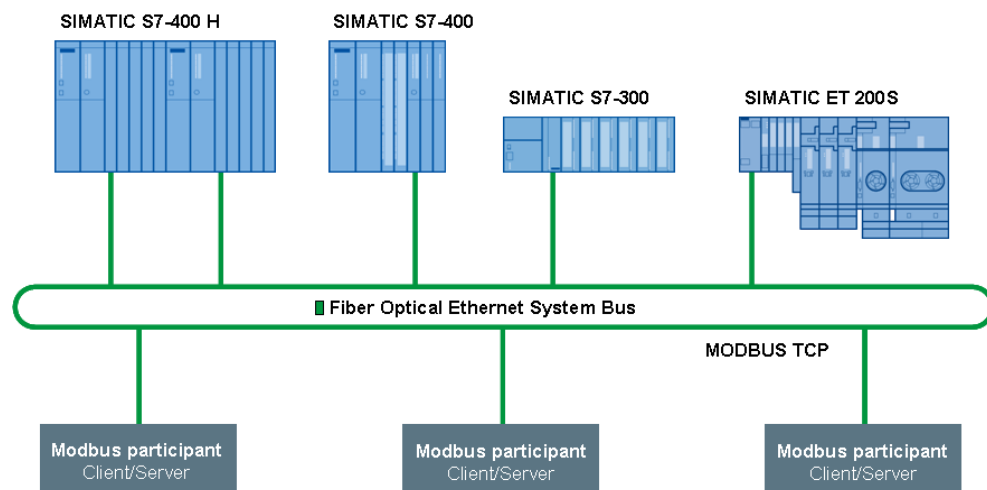 SIMATIC S7-400 H
SIMATIC S7-400
SIMATIC S7-300
SIMATIC ET 200S
Fiber Optical Ethernet System Bus
MODBUS TCP
Modbus participant
Client/Server
Modbus participant
Client/Server
Modbus participant
Client/Server